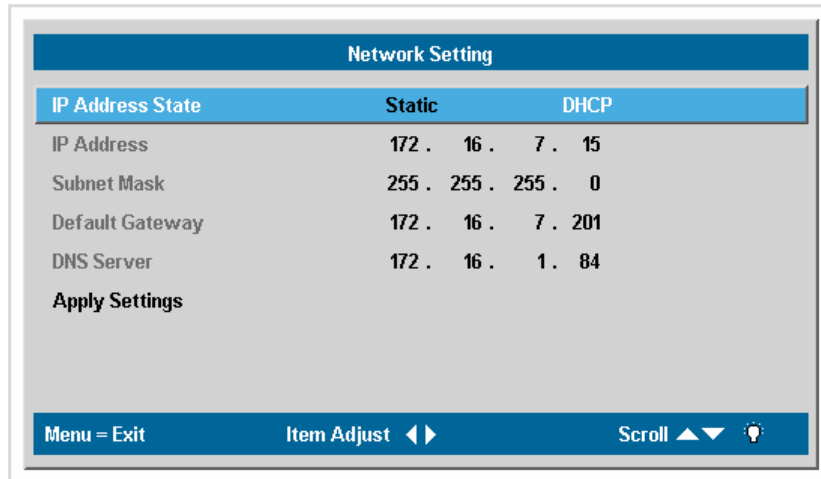 Network Setting
IP Address State Static DHCP
IP Address 172 . 16 . 7 . 15
Subnet Mask 255 . 255 . 255 . 0
Default Gateway 172 . 16 . 7 . 201
DNS Server 172 . 16 . 1 . 84
Apply Settings
Menu = Exit Item Adjust Scroll